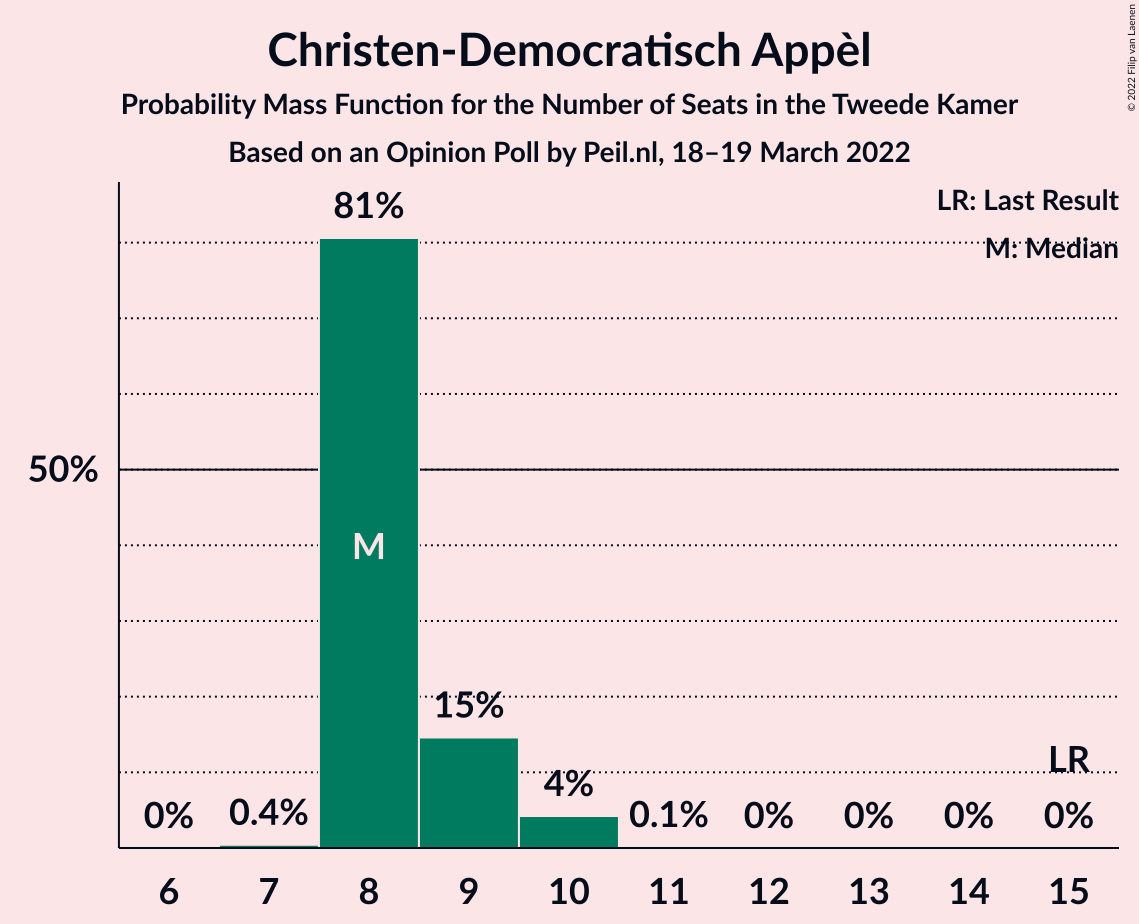 Christen-Democratisch Appèl
Probability Mass Function for the Number of Seats in the Tweede Kamer
Based on an Opinion Poll by Peil.nl, 18–19 March 2022
© 2022 Filip van Laenen
LR: Last Result
M: Median
81%
50%
M
15%
LR
4%
0% 0.4% 0.1% 0% 0% 0% 0%
6 7 8 9 10 11 12 13 14 15